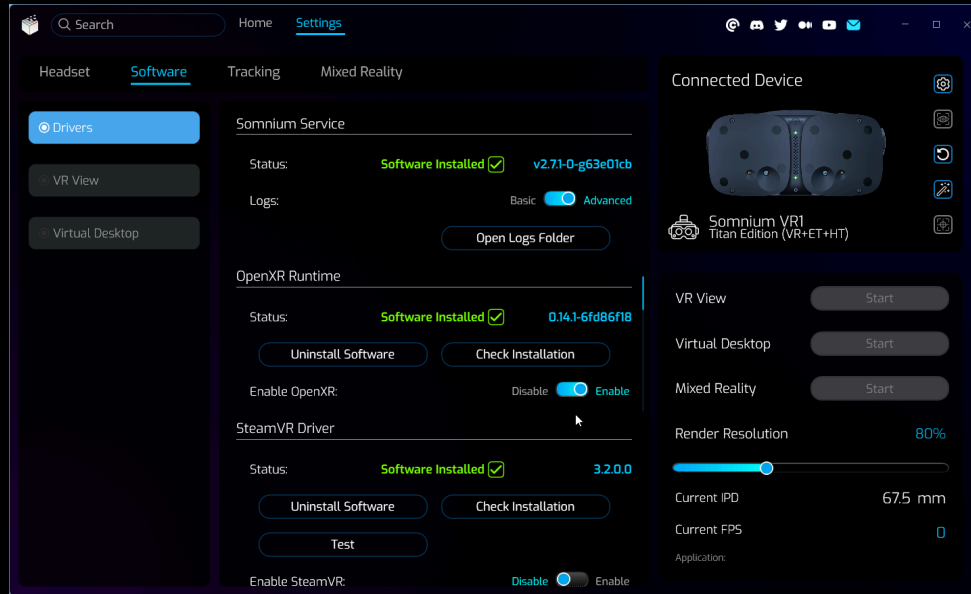 Search
Home
Settings
Headset
Software
Tracking
Mixed Reality
Drivers
VR View
Virtual Desktop
Somnium Service
Status: Software Installed v2.7.1-0-g63e01cb
Logs: Basic Advanced
Open Logs Folder
OpenXR Runtime
Status: Software Installed 0.14.1-6fd86f18
Uninstall Software Check Installation
Enable OpenXR: Disable Enable
SteamVR Driver
Status: Software Installed 3.2.0.0
Uninstall Software Check Installation
Test
Enable SteamVR: Disable Enable
Connected Device
Somnium VR1
Titan Edition (VR+ET+HT)
VR View Start
Virtual Desktop Start
Mixed Reality Start
Render Resolution 80%
Current IPD 67.5 mm
Current FPS 0
Application: